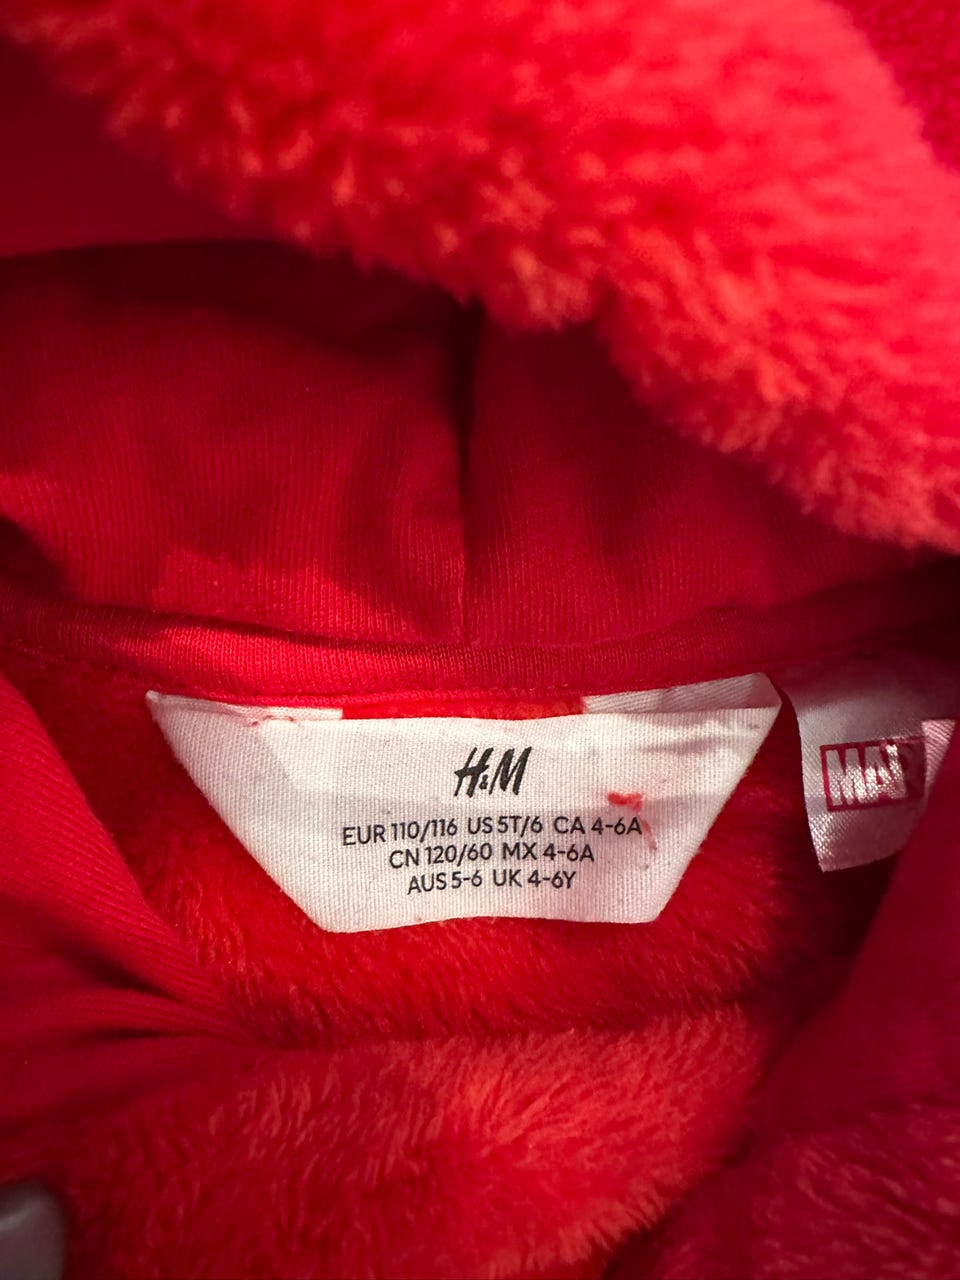 H&M
EUR 110/116 US 5T/6 CA 4-6A
CN 120/60 MX 4-6A
AUS 5-6 UK 4-6Y